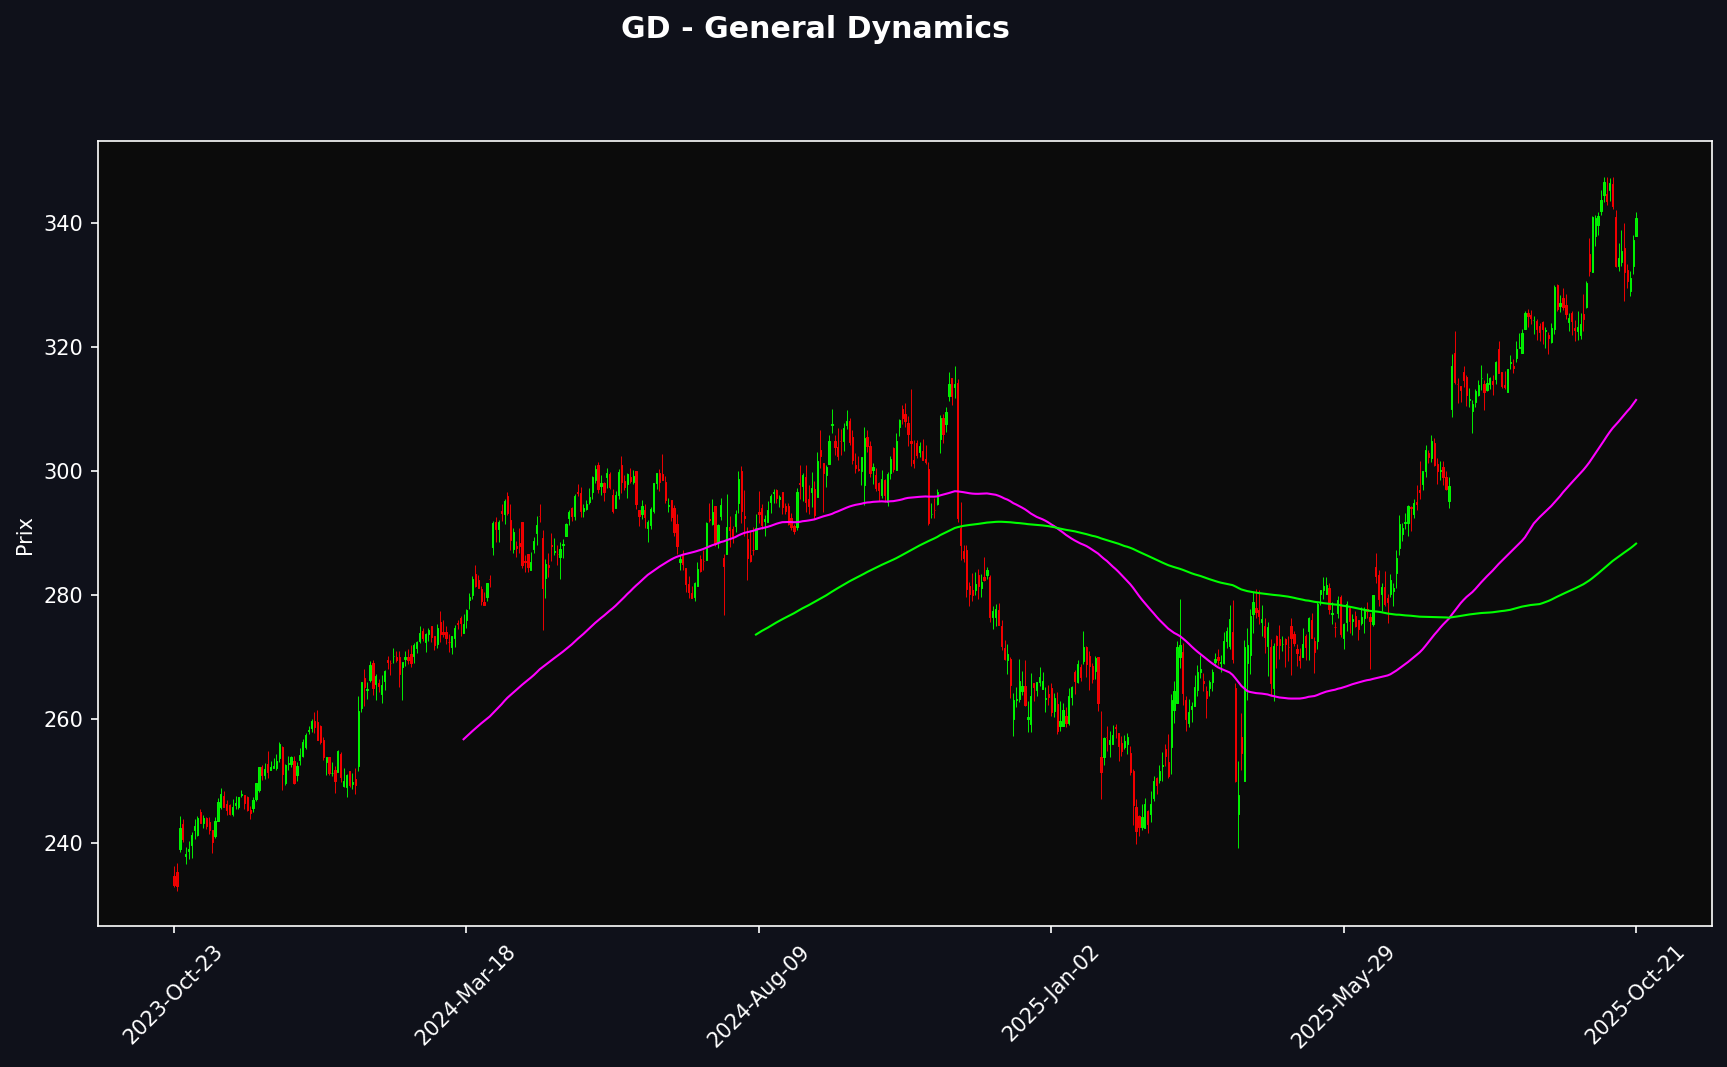 GD - General Dynamics
340
320
300
280
260
240
Prix
2023-Oct-23
2024-Mar-18
2024-Aug-09
2025-Jan-02
2025-May-29
2025-Oct-21